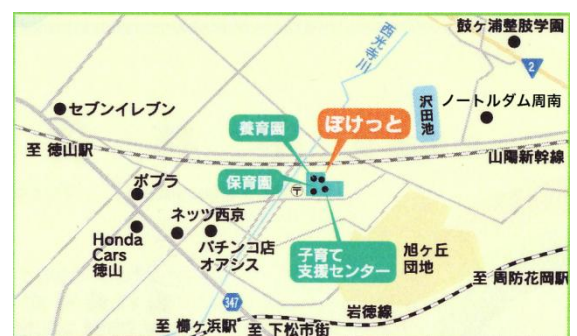 鼓ヶ浦整肢学園
2
西光寺川
セブンイレブン
沢田池
ノートルダム周南
養育園
ぽけっと
至 徳山駅
山陽新幹線
ポプラ
保育園
〒
ネッツ西京
Honda
Cars
徳山
パチンコ店
オアシス
子育て
支援センター
旭ヶ丘
団地
至 周防花岡駅
347
岩徳線
至 櫛ヶ浜駅
至 下松市街